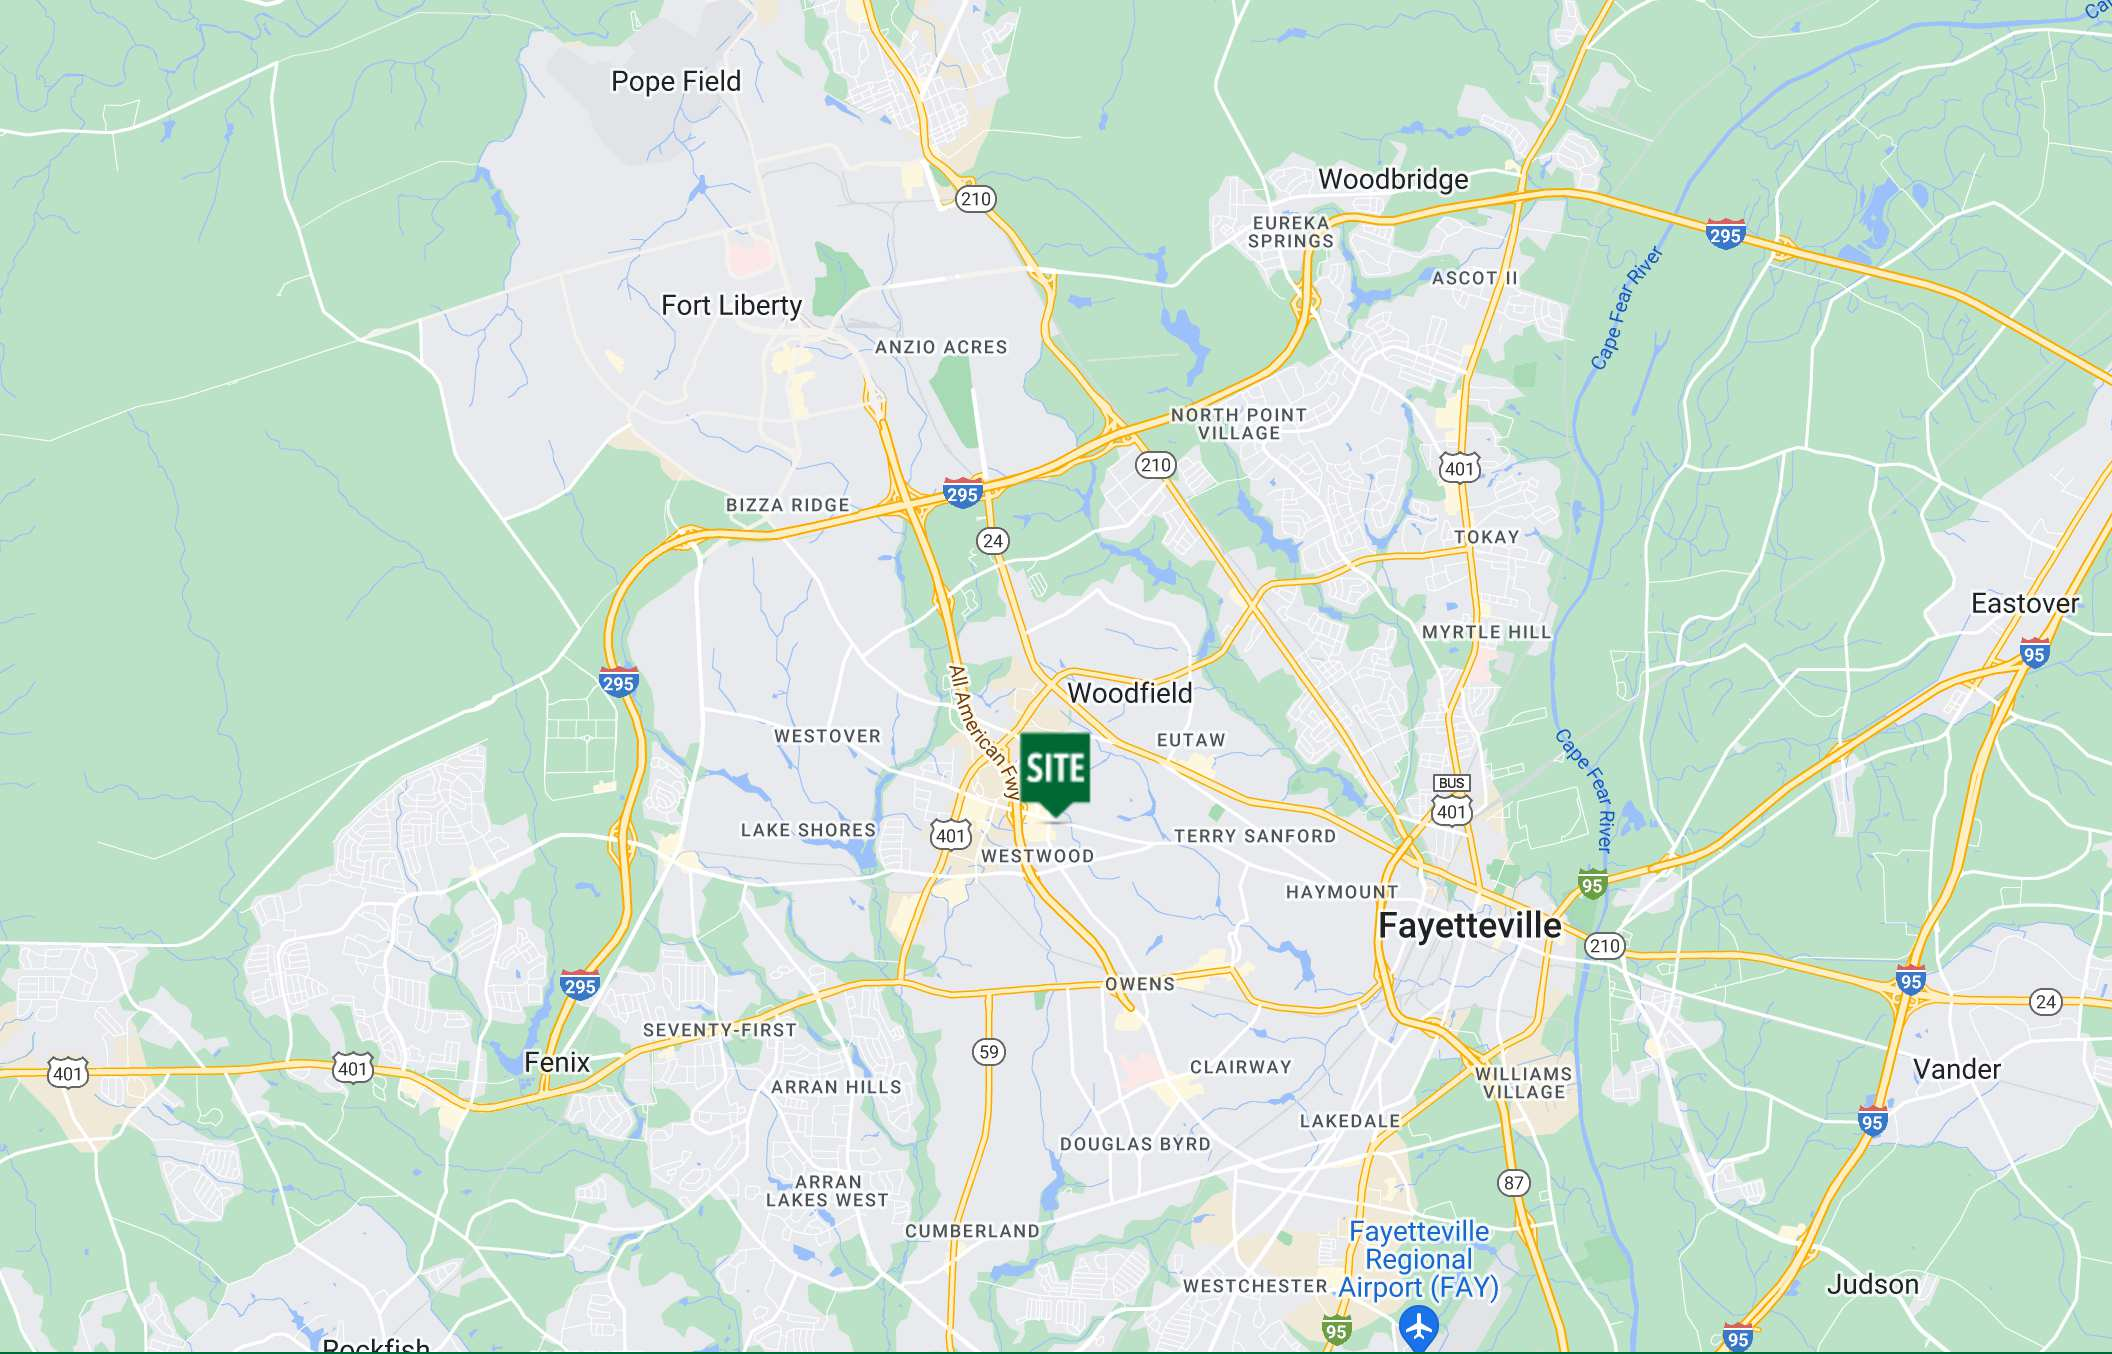 Pope Field
210
Woodbridge
EUREKA
SPRINGS
295
ASCOT II
Cape Fear River
Fort Liberty
ANZIO ACRES
NORTH POINT
VILLAGE
210
401
295
BIZZA RIDGE
24
TOKAY
Eastover
MYRTLE HILL
95
295
All American Fwy
Woodfield
WESTOVER
EUTAW
SITE
Cape Fear River
BUS
401
LAKE SHORES
401
TERRY SANFORD
WESTWOOD
95
HAYMOUNT
Fayetteville
210
295
OWENS
95
24
SEVENTY-FIRST
Fenix
59
401
401
CLAIRWAY
WILLIAMS
VILLAGE
Vander
ARRAN HILLS
LAKEDALE
95
DOUGLAS BYRD
ARRAN
LAKES WEST
87
CUMBERLAND
Fayetteville
Regional
Airport (FAY)
WESTCHESTER
Judson
95
95
Rockfish